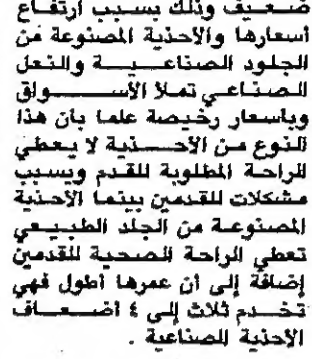 ضعيف وذلك بسبب ارتفاع
أسعارها والأحذية المصنوعة من
الجلود الصناعية والنعل
الصناعي تملأ الأسواق
وبأسعار رخيصة علما بأن هذا
النوع من الأحذية لا يعطي
الراحة المطلوبة للقدم ويسبب
مشكلات للقدمين بينما الأحذية
المصنوعة من الجلد الطبيعي
تعطي الراحة الصحية للقدمين
إضافة إلى أن عمرها أطول فهي
تخدم ثلاث إلى ٤ أضعاف
الأحذية الصناعية .